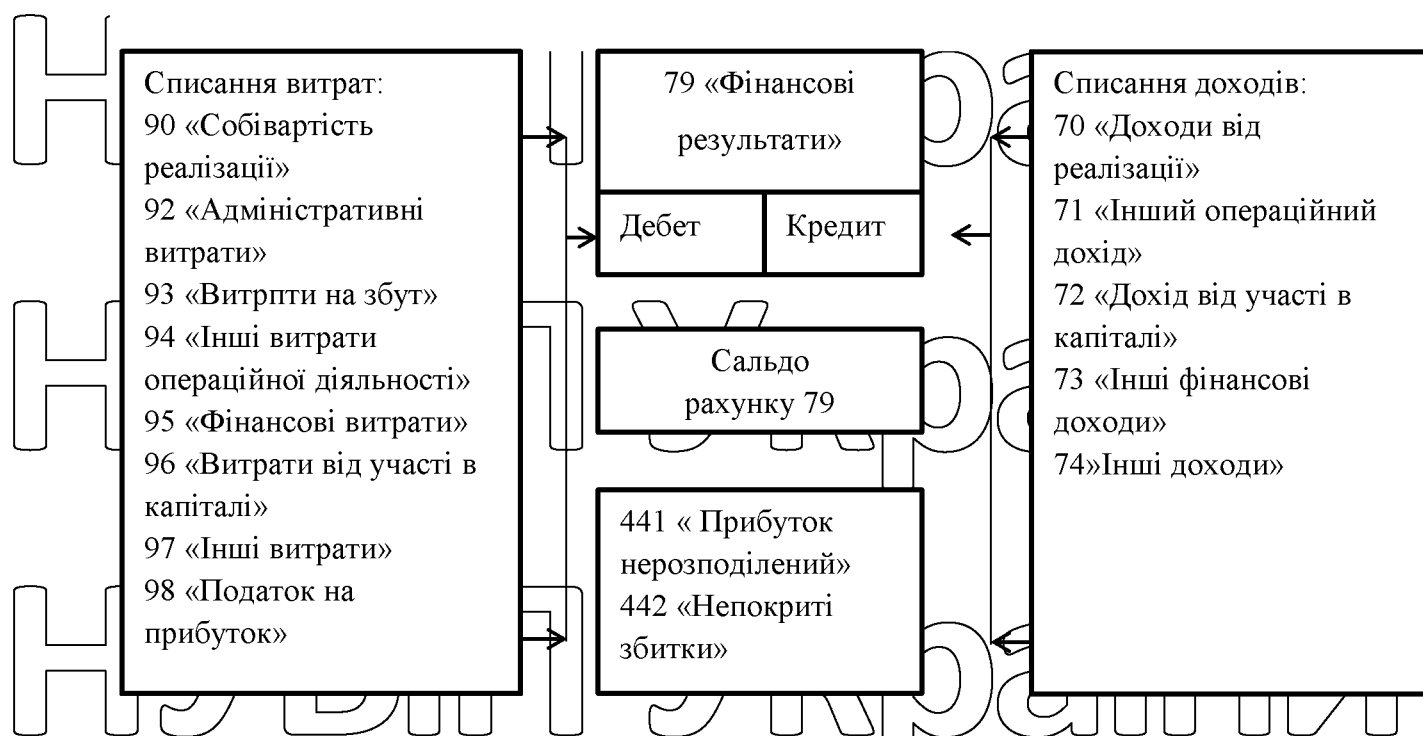 Списання витрат:
90 «Собівартість
реалізації»
92 «Адміністративні
витрати»
93 «Витрпти на збут»
94 «Інші витрати
операційної діяльності»
95 «Фінансові витрати»
96 «Витрати від участі в
капіталі»
97 «Інші витрати»
98 «Податок на
прибуток»
79 «Фінансові
результати»
Дебет
Кредит
Сальдо
рахунку 79
441 « Прибуток
нерозподілений»
442 «Непокриті
збитки»
Списання доходів:
70 «Доходи від
реалізації»
71 «Інший операційний
дохід»
72 «Дохід від участі в
капіталі»
73 «Інші фінансові
доходи»
74»Інші доходи»